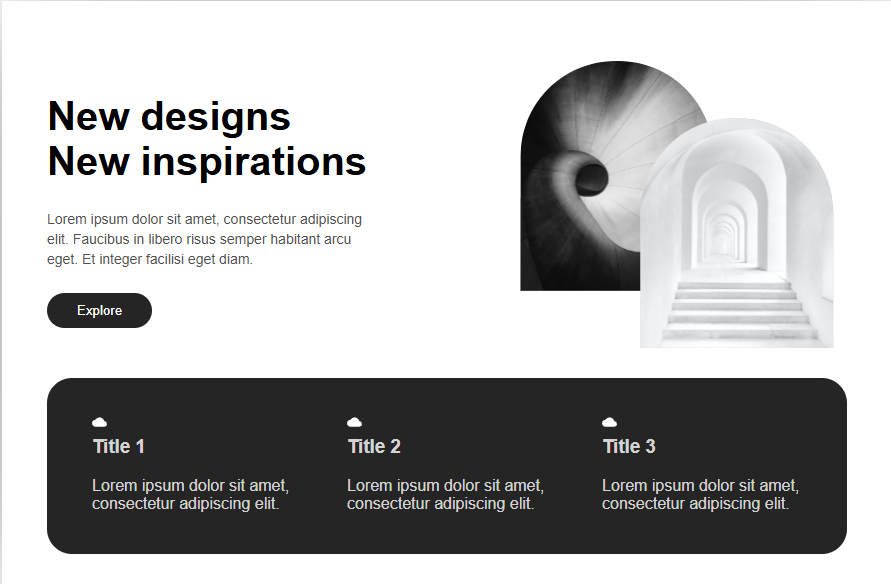 New designs
New inspirations
Lorem ipsum dolor sit amet, consectetur adipiscing
elit. Faucibus in libero risus semper habitant arcu
eget. Et integer facilisi eget diam.
Explore
Title 1
Lorem ipsum dolor sit amet,
consectetur adipiscing elit.
Title 2
Lorem ipsum dolor sit amet,
consectetur adipiscing elit.
Title 3
Lorem ipsum dolor sit amet,
consectetur adipiscing elit.